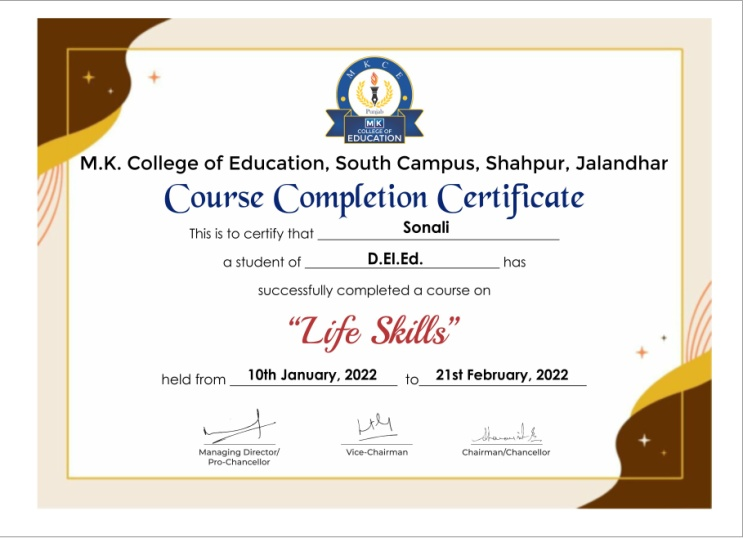 M K C E
Punjab
MK
COLLEGE OF
EDUCATION
M.K. College of Education, South Campus, Shahpur, Jalandhar
Course Completion Certificate
This is to certify that Sonali
a student of D.El.Ed. has
successfully completed a course on
“Life Skills”
held from 10th January, 2022 to 21st February, 2022
Managing Director/ Vice-Chairman Chairman/Chancellor
Pro-Chancellor